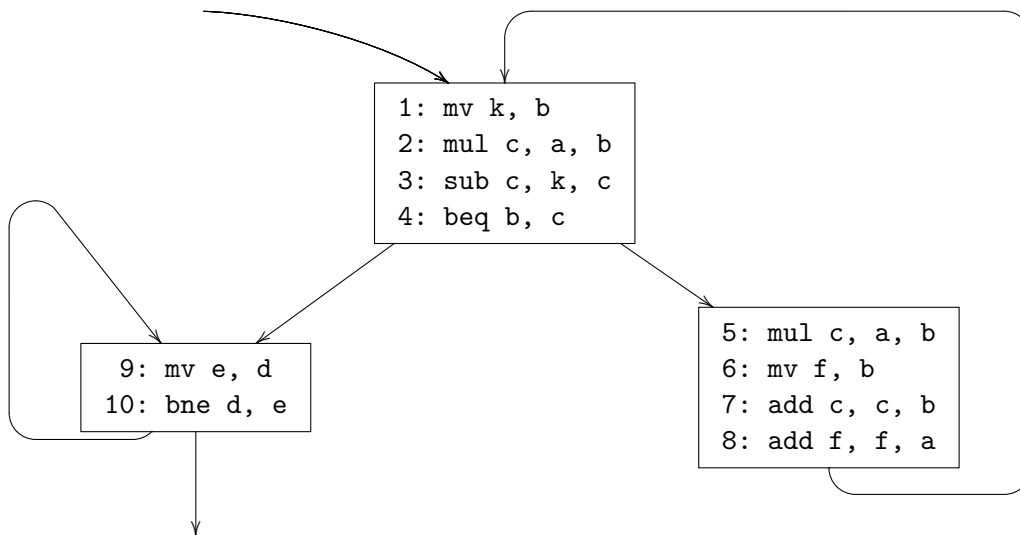 1: mv k, b
2: mul c, a, b
3: sub c, k, c
4: beq b, c
5: mul c, a, b
6: mv f, b
7: add c, c, b
8: add f, f, a
9: mv e, d
10: bne d, e